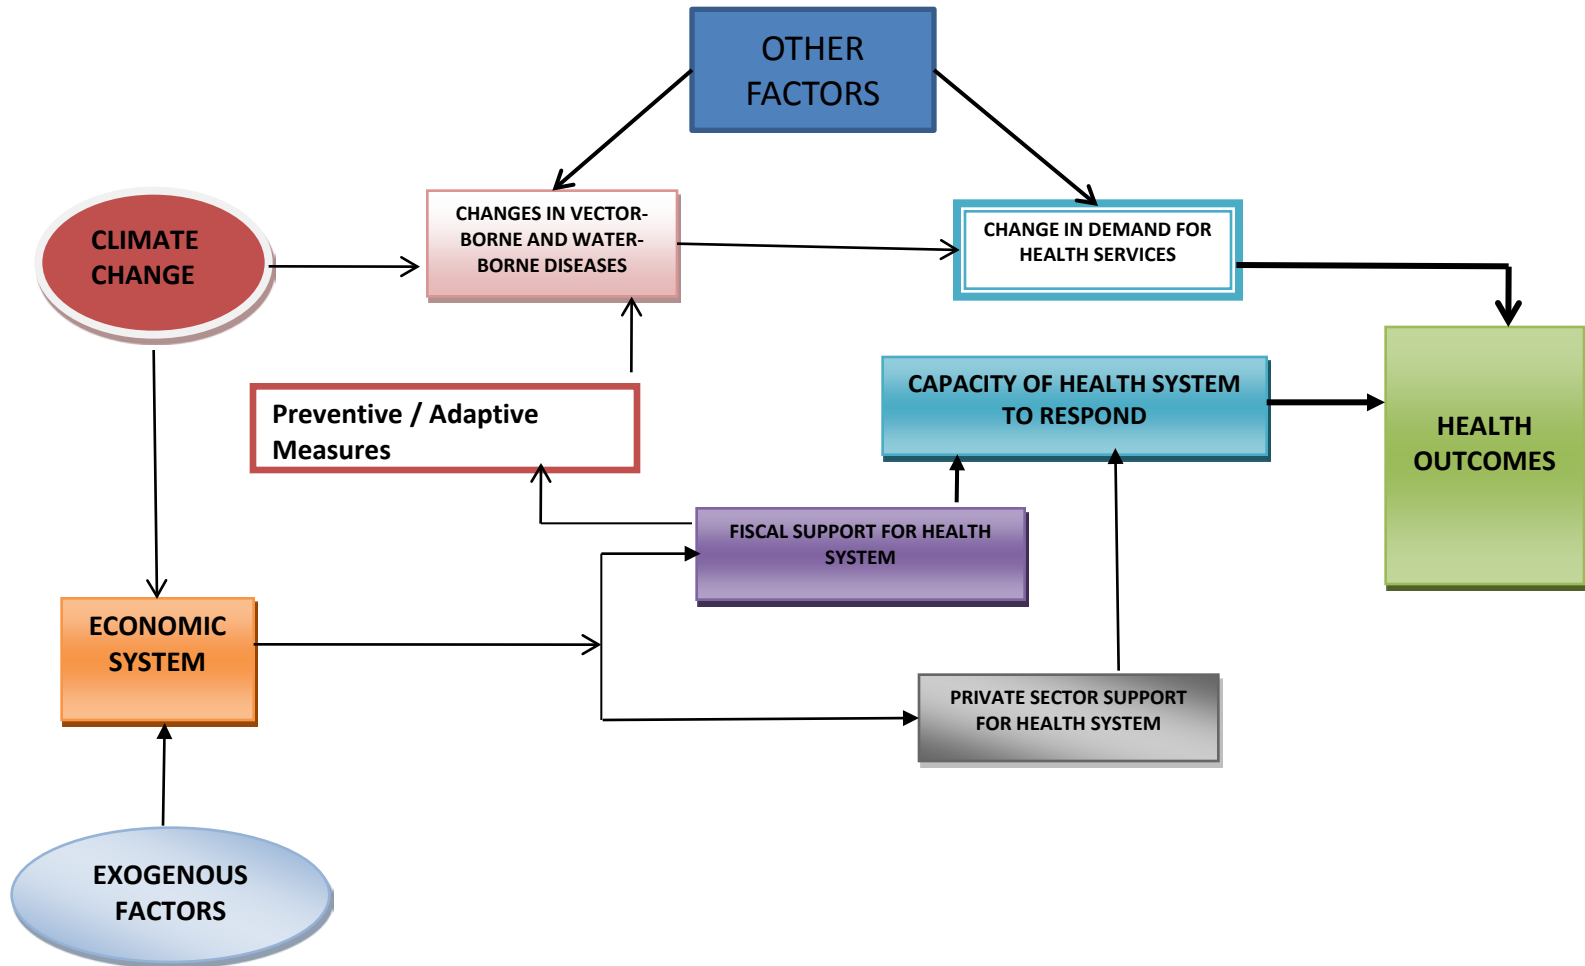 OTHER
FACTORS
CLIMATE
CHANGE
CHANGES IN VECTOR-
BORNE AND WATER-
BORNE DISEASES
CHANGE IN DEMAND FOR
HEALTH SERVICES
Preventive / Adaptive
Measures
CAPACITY OF HEALTH SYSTEM
TO RESPOND
HEALTH
OUTCOMES
FISCAL SUPPORT FOR HEALTH
SYSTEM
ECONOMIC
SYSTEM
PRIVATE SECTOR SUPPORT
FOR HEALTH SYSTEM
EXOGENOUS
FACTORS